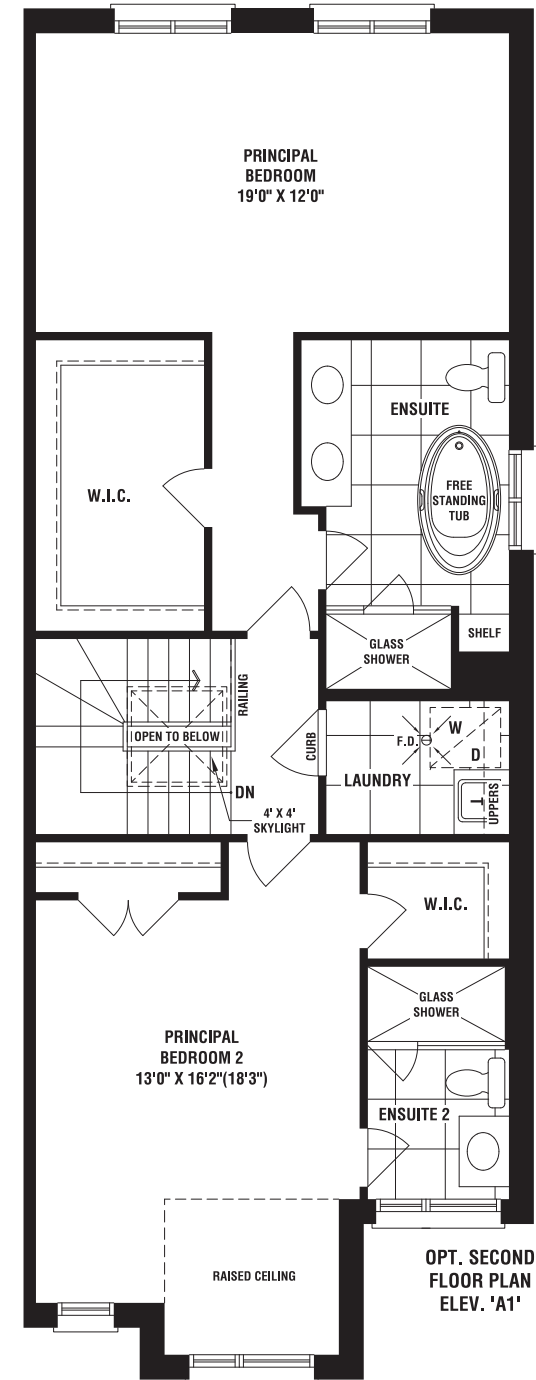 PRINCIPAL
BEDROOM
19'0" X 12'0"
ENSUITE
W.I.C.
FREE
STANDING
TUB
GLASS
SHOWER
SHELF
RAILING
OPEN TO BELOW
CURB
F.D.
W
D
LAUNDRY
UPPERS
DN
4' X 4'
SKYLIGHT
W.I.C.
GLASS
SHOWER
PRINCIPAL
BEDROOM 2
13'0" X 16'2"(18'3")
ENSUITE 2
RAISED CEILING
OPT. SECOND
FLOOR PLAN
ELEV. 'A1'